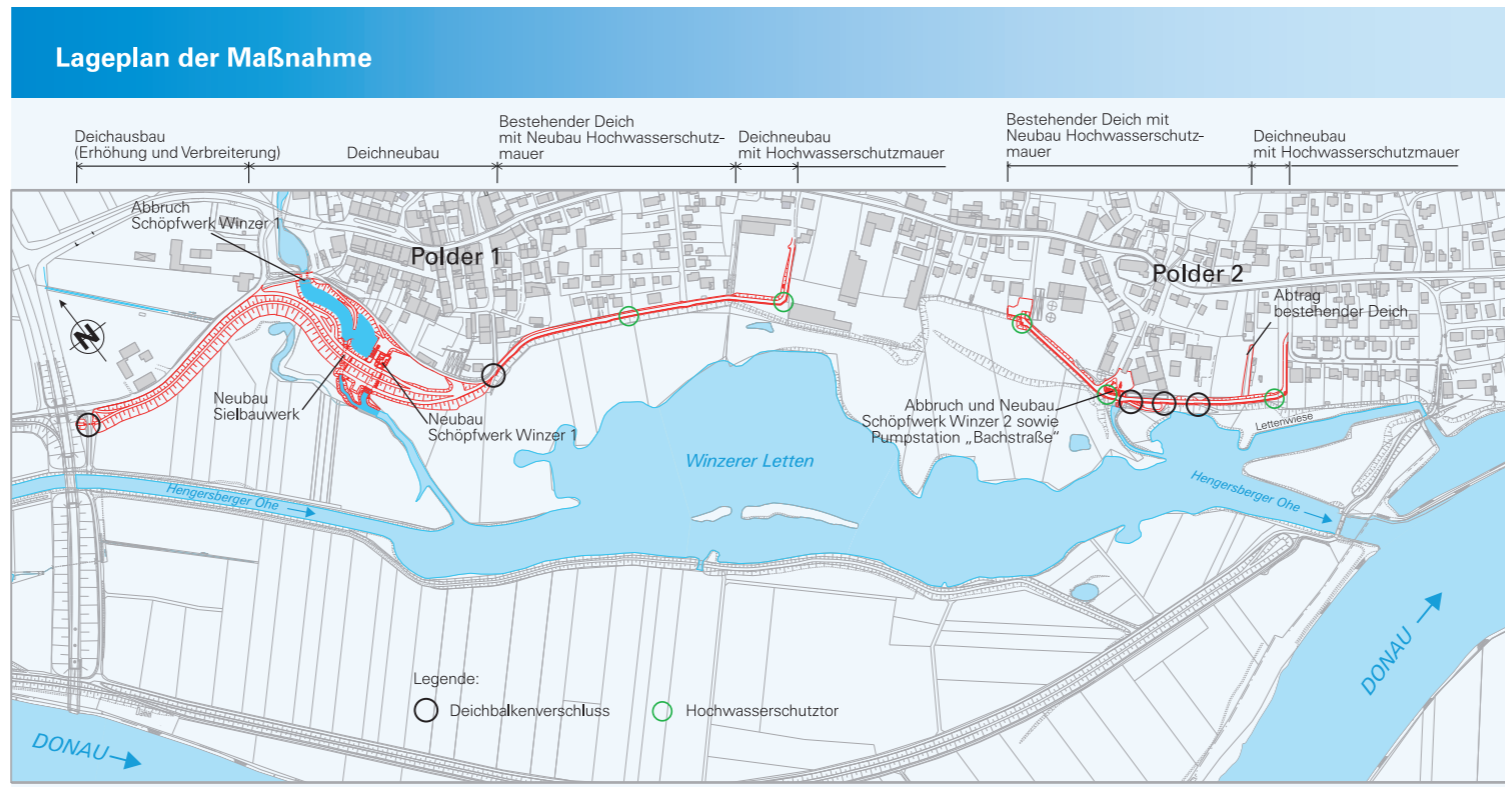 Lageplan der Maßnahme
Deichausbau
(Erhöhung und Verbreiterung)
Deichneubau
Bestehender Deich
mit Neubau Hochwasserschutz-
mauer
Deichneubau
mit Hochwasserschutzmauer
Bestehender Deich mit
Neubau Hochwasserschutz-
mauer
Deichneubau
mit Hochwasserschutzmauer
Abbruch
Schöpfwerk Winzer 1
Polder 1
Polder 2
Abtrag
bestehender Deich
N
Neubau
Sielbauwerk
Neubau
Schöpfwerk Winzer 1
Abbruch und Neubau
Schöpfwerk Winzer 2 sowie
Pumpstation „Bachstraße“
Lettenwiese
Winzerer Letten
Hengersberger Ohe
Hengersberger Ohe
Legende:
Deichbalkenverschluss
Hochwasserschutztor
DONAU
DONAU